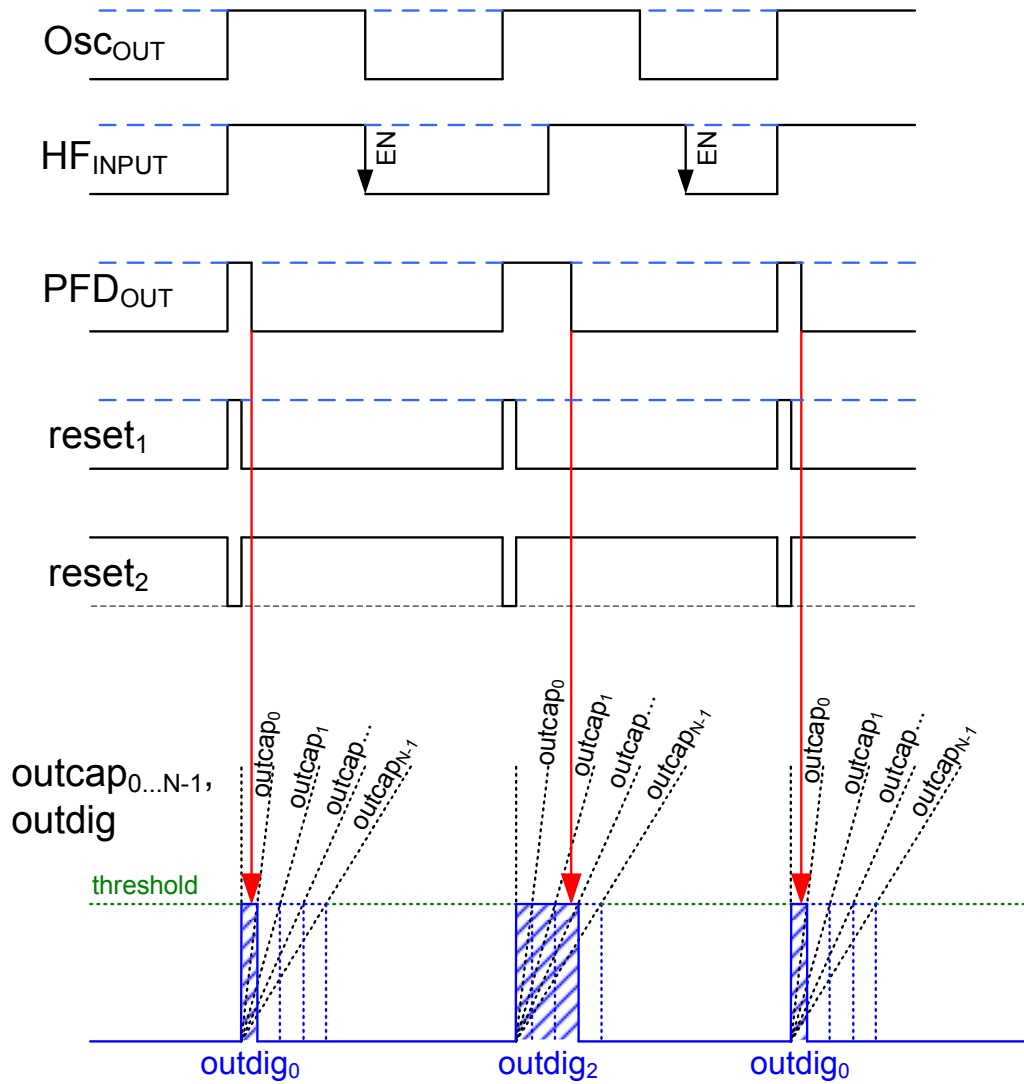 OscOUT
HFINPUT
EN
EN
PFDOUT
reset1
reset2
outcap0
outcap1
outcap...
outcapN-1
outcap0
outcap1
outcap...
outcapN-1
outcap0
outcap1
outcap...
outcapN-1
outcap0...N-1,
outdig
threshold
outdig0
outdig2
outdig0